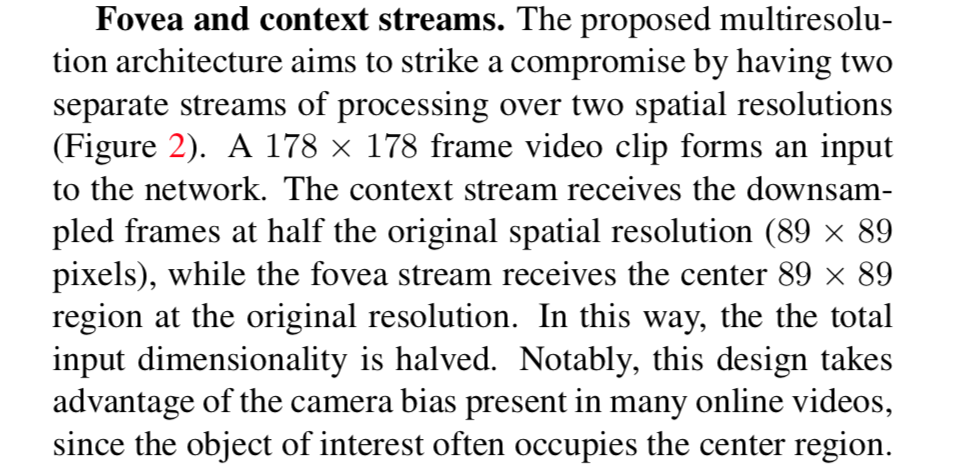 Fovea and context streams. The proposed multiresolu-
tion architecture aims to strike a compromise by having two
separate streams of processing over two spatial resolutions
(Figure 2). A 178 × 178 frame video clip forms an input
to the network. The context stream receives the downsam-
pled frames at half the original spatial resolution (89 × 89
pixels), while the fovea stream receives the center 89 × 89
region at the original resolution. In this way, the the total
input dimensionality is halved. Notably, this design takes
advantage of the camera bias present in many online videos,
since the object of interest often occupies the center region.